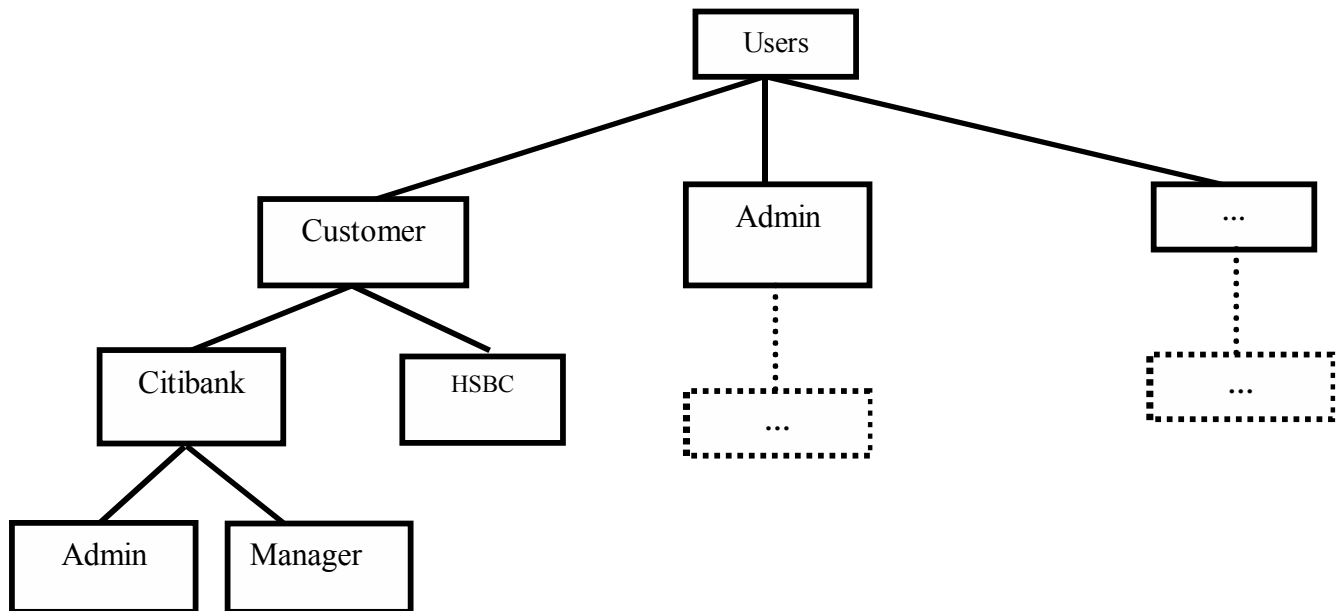 Users
Customer
Admin
...
Citibank
HSBC
...
...
Admin
Manager